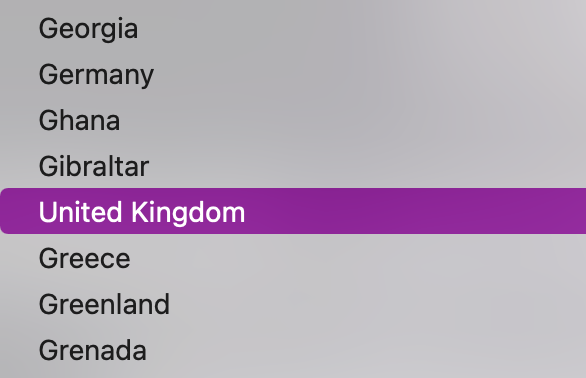 Georgia
Germany
Ghana
Gibraltar
United Kingdom
Greece
Greenland
Grenada